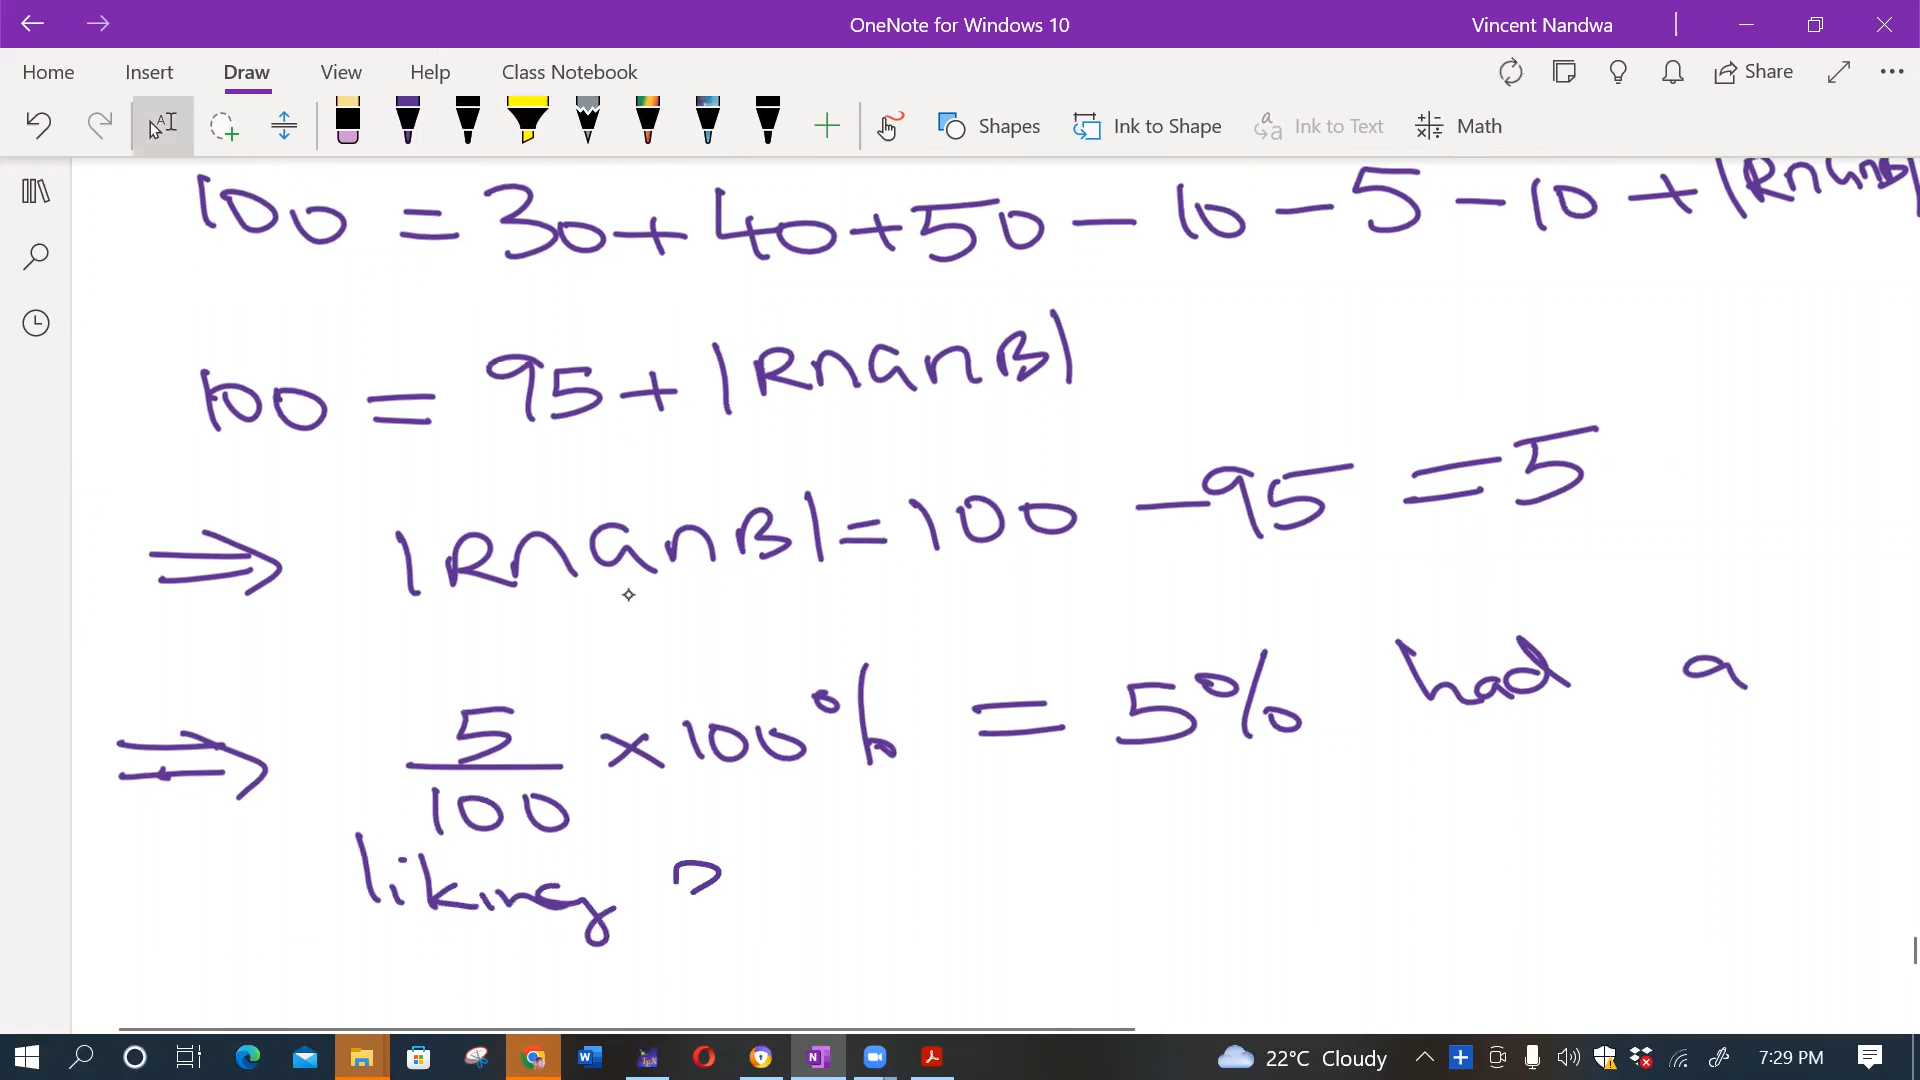 OneNote for Windows 10
Vincent Nandwa
Home Insert Draw View Help Class Notebook
Share
Shapes Ink to Shape Ink to Text Math
100 = 30 + 40 + 50 - 10 - 5 - 10 + |R∩G∩B|
100 = 95 + |R∩G∩B|
⇒ |R∩G∩B| = 100 - 95 = 5
⇒ 5/100 × 100% = 5% had a
liking
22°C Cloudy
7:29 PM